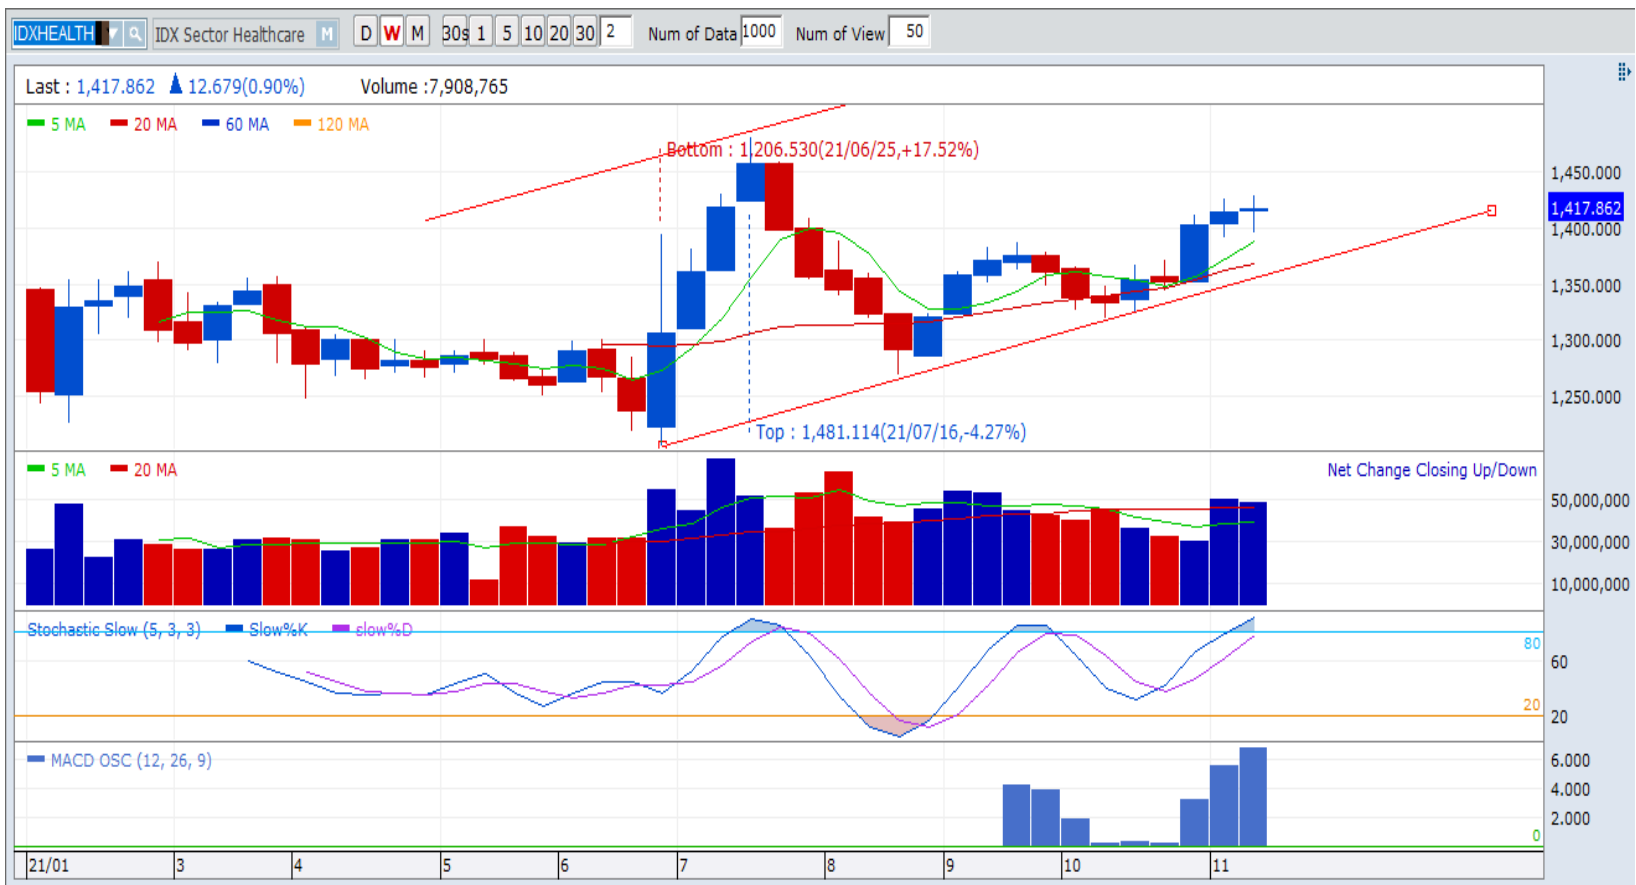 IDXHEALTH IDX Sector Healthcare M D W M 30s 1 5 10 20 30 2 Num of Data 1000 Num of View 50
Last : 1,417.862 ▲ 12.679(0.90%) Volume :7,908,765
5 MA 20 MA 60 MA 120 MA
Bottom : 1,206.530(21/06/25,+17.52%)
1,450.000
1,417.862
1,400.000
1,350.000
1,300.000
1,250.000
Top : 1,481.114(21/07/16,-4.27%)
5 MA 20 MA Net Change Closing Up/Down
50,000,000
30,000,000
10,000,000
Stochastic Slow (5, 3, 3) Slow%K slow%D
80
60
20
20
MACD OSC (12, 26, 9)
6.000
4.000
2.000
0
21/01 3 4 5 6 7 8 9 10 11